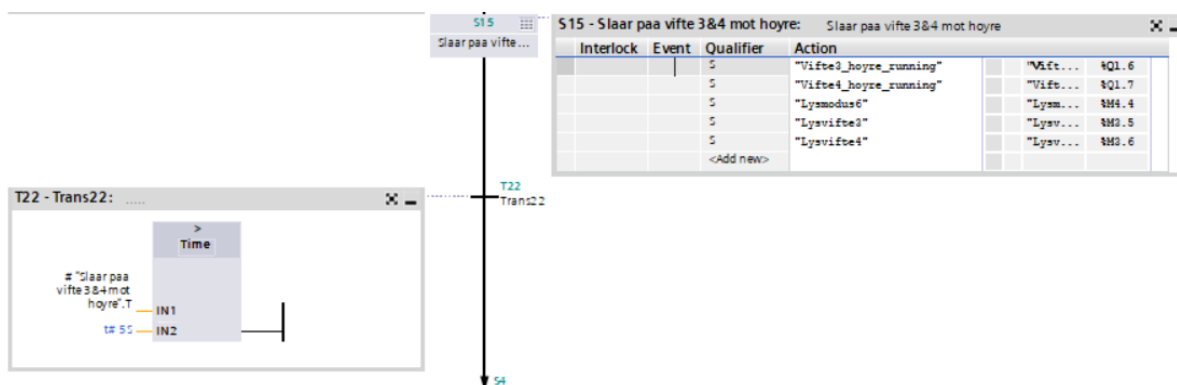 S15
Slaar paa vifte ...
S15 - Slaar paa vifte 3&4 mot hoyre: Slaar paa vifte 3&4 mot hoyre
Interlock Event Qualifier Action
S "Vifte3_hoyre_running" "Vift... %Q1.6
S "Vifte4_hoyre_running" "Vift... %Q1.7
S "Lysmodus6" "Lysm... %M4.4
S "Lysvifte3" "Lysv... %M3.5
S "Lysvifte4" "Lysv... %M3.6
<Add new>
T22
Trans22
T22 - Trans22: .....
>
Time
# "Slaar paa
vifte 3&4 mot
hoyre".T
IN1
t# 5S IN2
S4